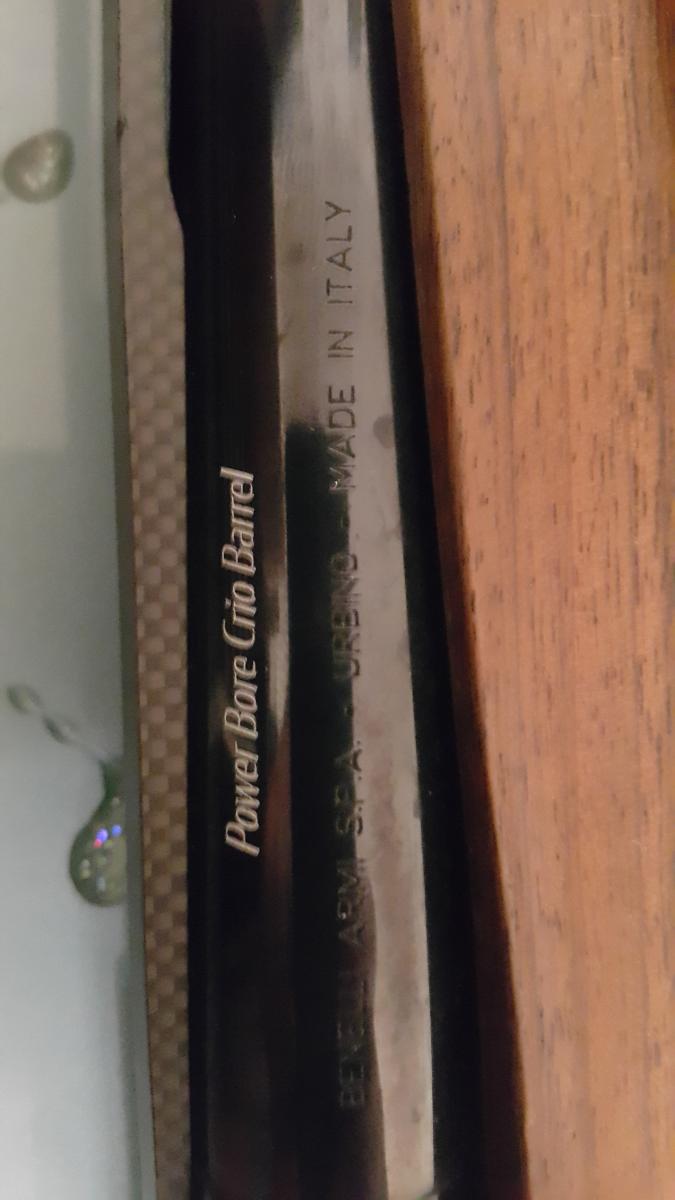 Power Bore Crio Barrel
BENELLI ARMI S.P.A. - URBINO - MADE IN ITALY